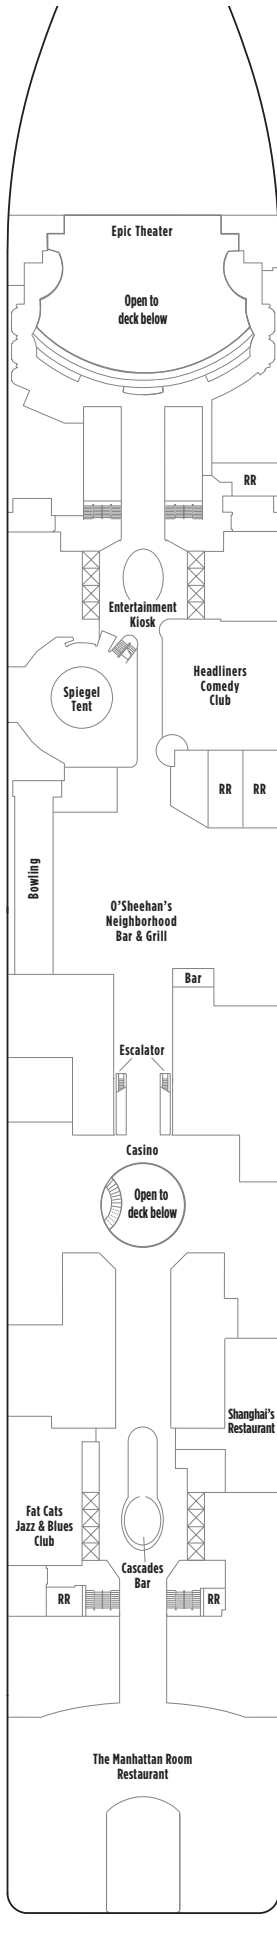 Epic Theater
Open to
deck below
RR
Entertainment
Kiosk
Headliners
Comedy
Club
Spiegel
Tent
RR
RR
Bowling
O'Sheehan's
Neighborhood
Bar & Grill
Bar
Escalator
Casino
Open to
deck below
Shanghai's
Restaurant
Fat Cats
Jazz & Blues
Club
Cascades
Bar
RR
RR
The Manhattan Room
Restaurant